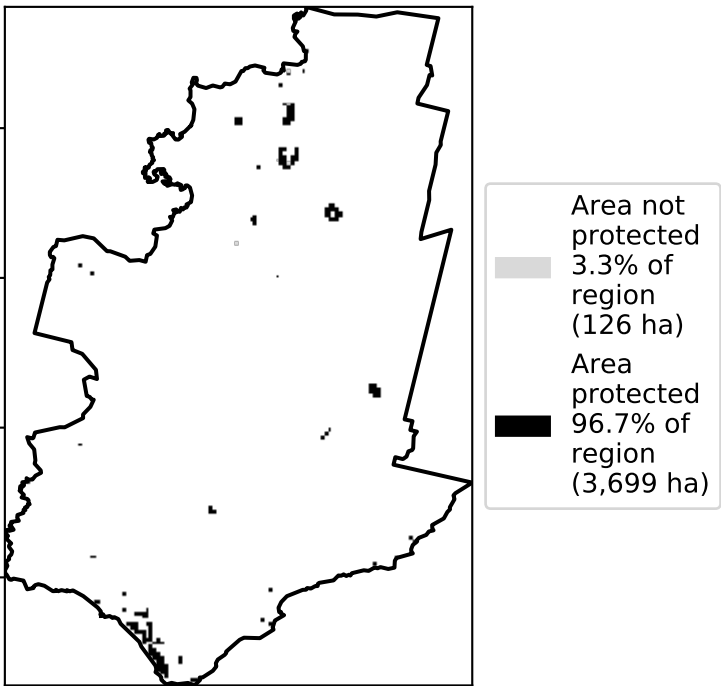 Area not
protected
3.3% of
region
(126 ha)
Area
protected
96.7% of
region
(3,699 ha)